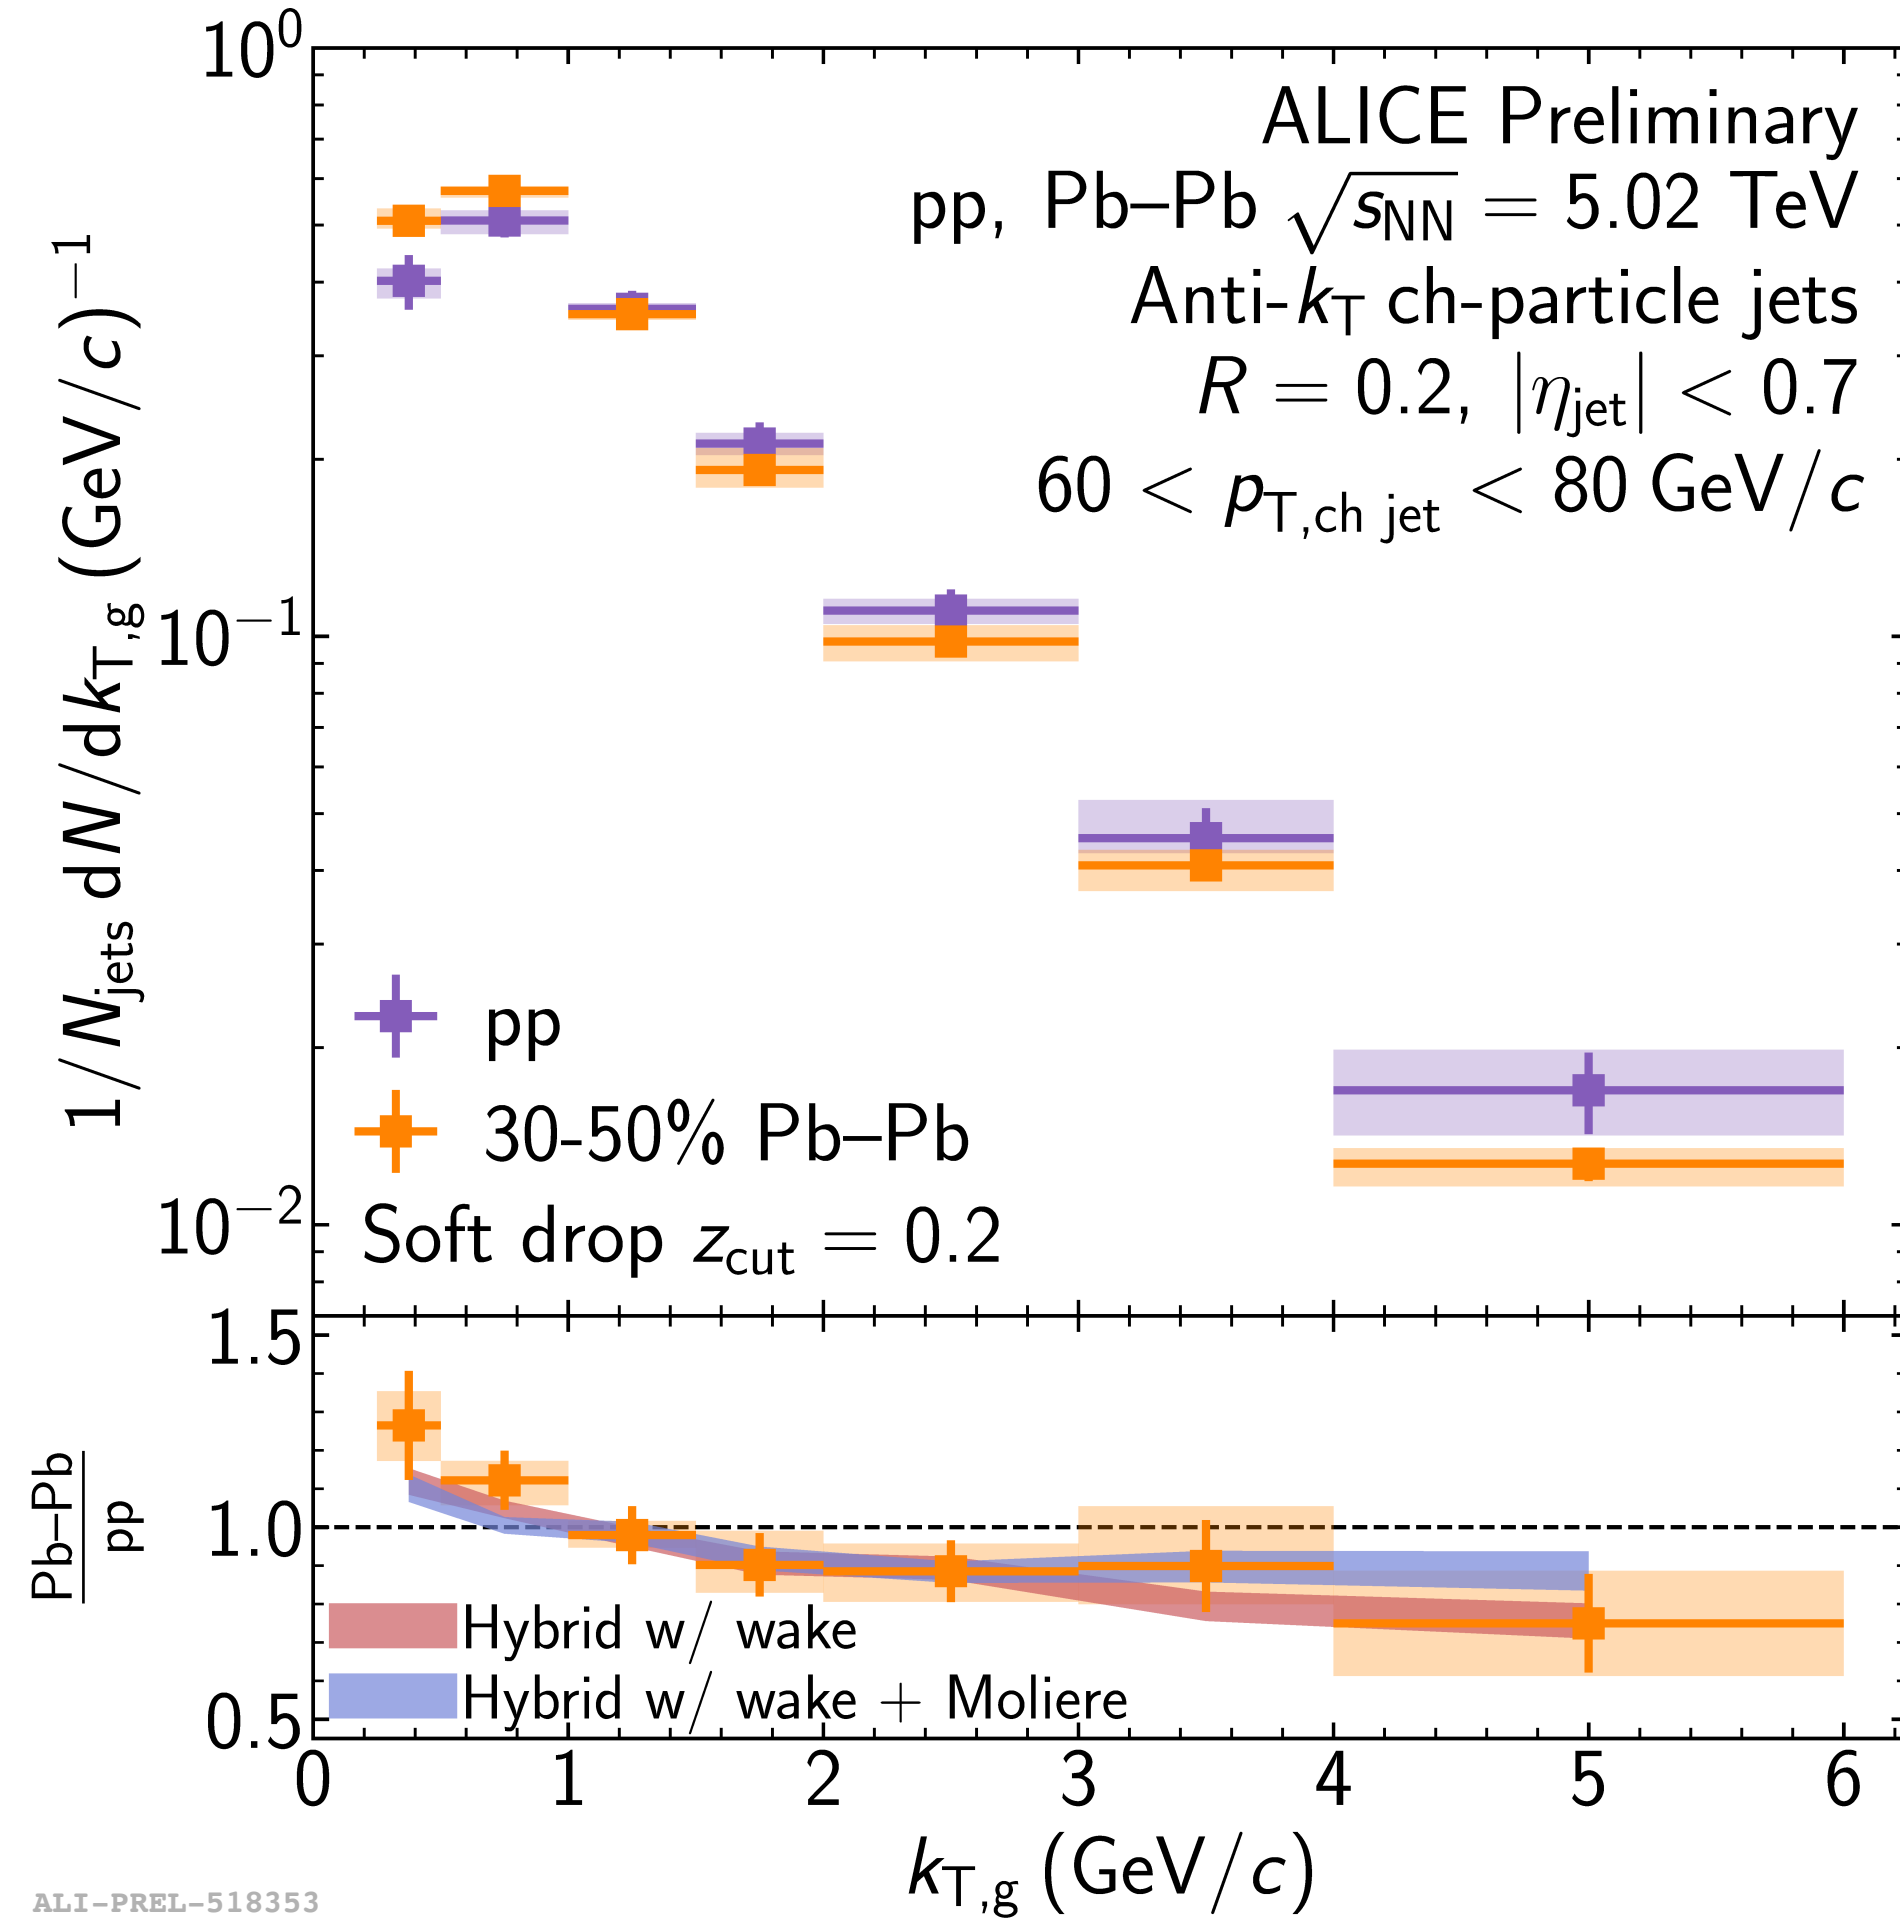 10⁰
ALICE Preliminary
pp, Pb–Pb √s_NN = 5.02 TeV
Anti-k_T ch-particle jets
R = 0.2, |η_jet| < 0.7
60 < p_T,ch jet < 80 GeV/c
1/N_jets dN/dk_T,g (GeV/c)⁻¹
10⁻¹
pp
30-50% Pb–Pb
10⁻²
Soft drop z_cut = 0.2
1.5
Pb–Pb
pp
1.0
Hybrid w/ wake
Hybrid w/ wake + Moliere
0.5
0 1 2 3 4 5 6
k_T,g (GeV/c)
ALI-PREL-518353